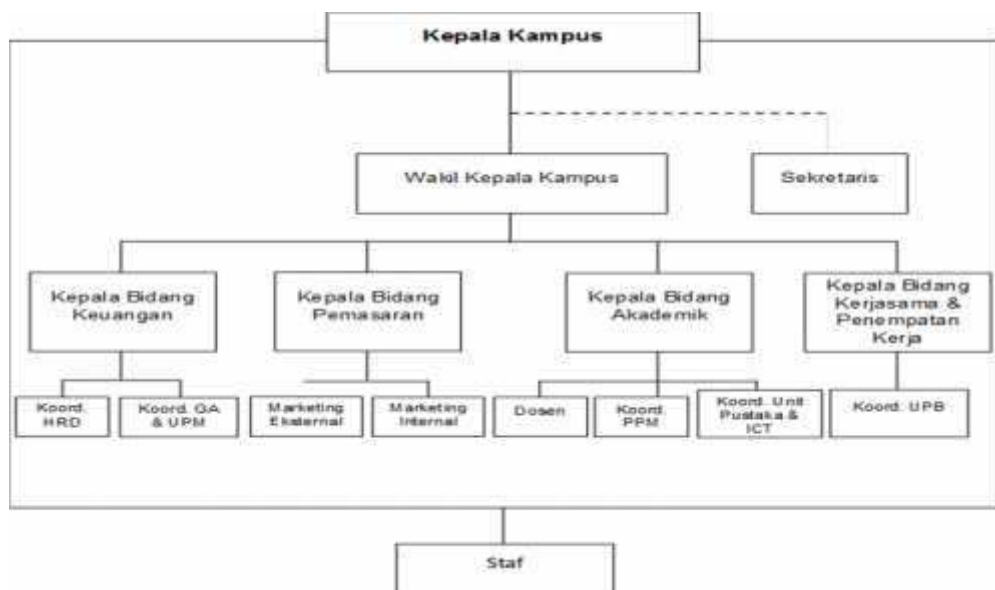 Kepala Kampus
Wakil Kepala Kampus
Sekretaris
Kepala Bidang
Keuangan
Kepala Bidang
Pemasaran
Kepala Bidang
Akademik
Kepala Bidang
Kerjasama &
Penempatan
Kerja
Koord.
HRD
Koord. GA
& UPM
Marketing
Eksternal
Marketing
Internal
Dosen
Koord.
PPM
Koord. Unit
Pustaka &
ICT
Koord. UPB
Staf